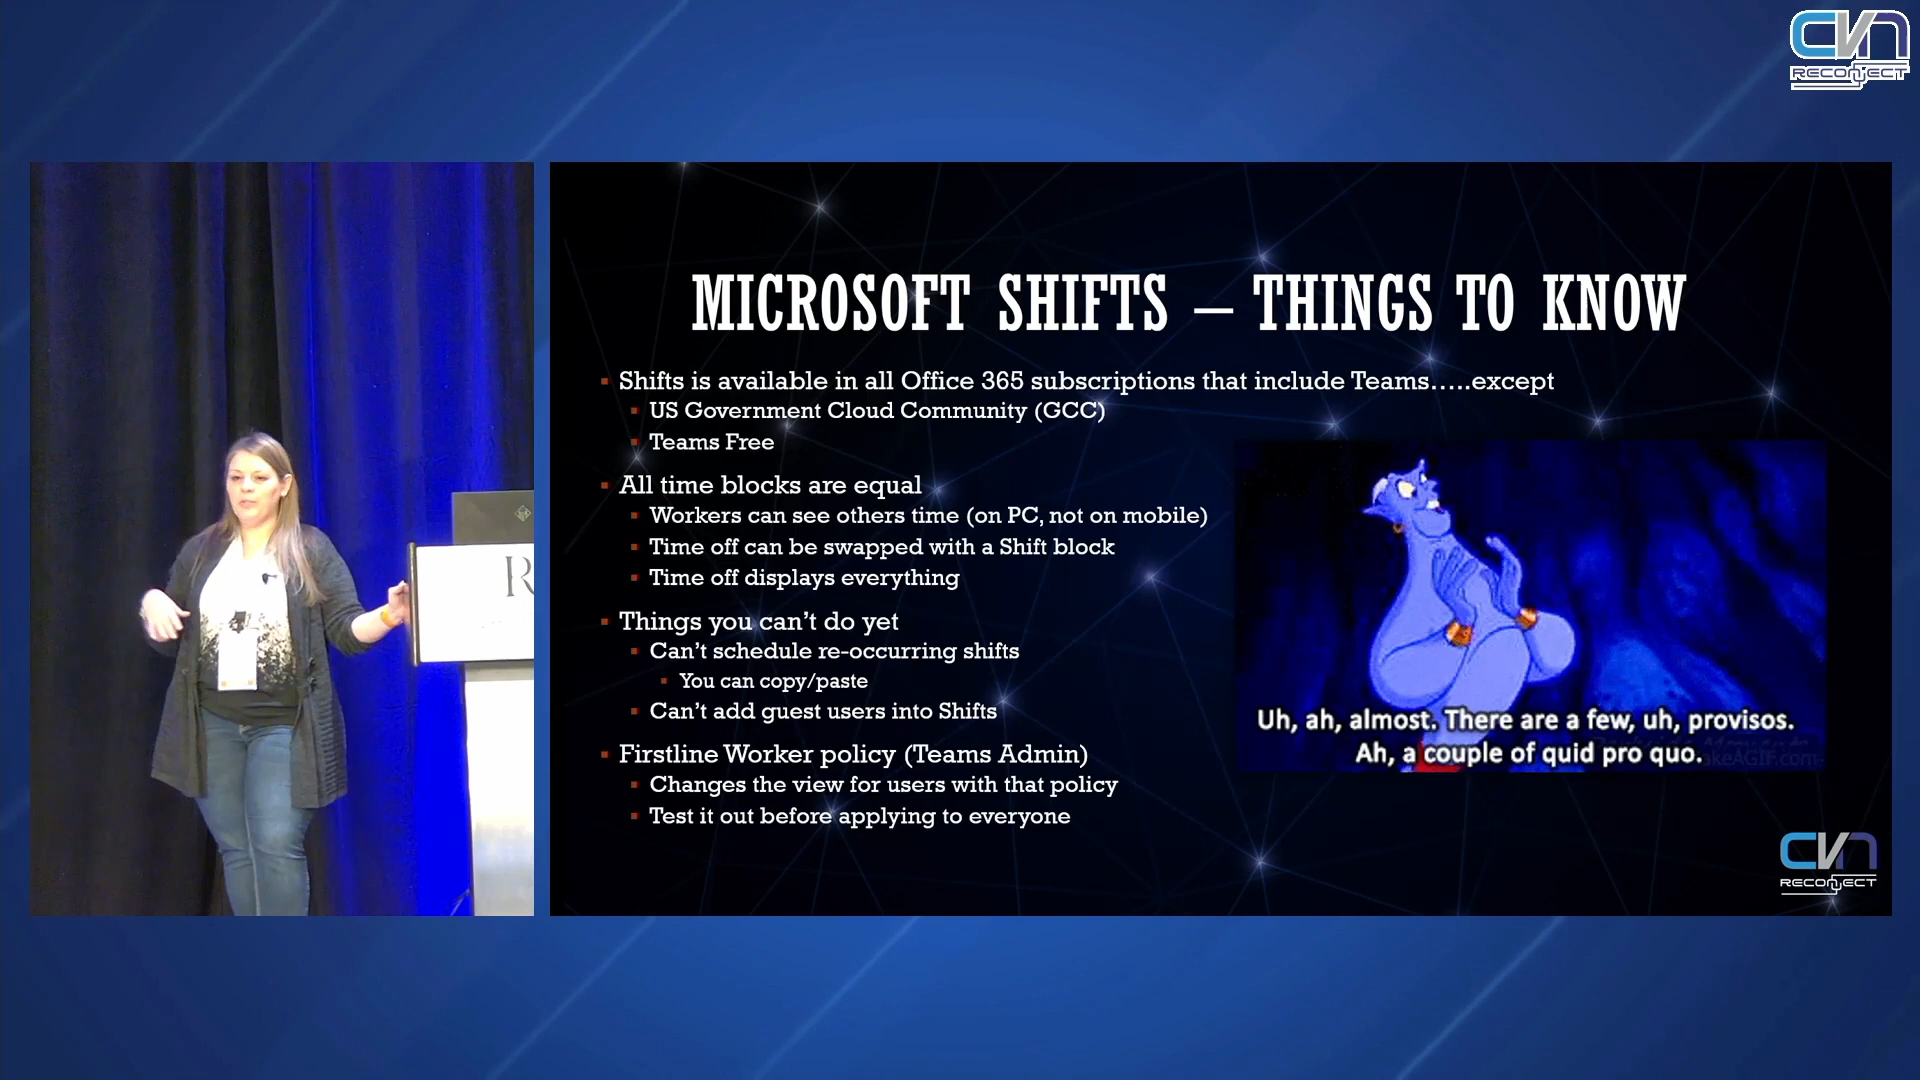 CVN
RECONJECT
MICROSOFT SHIFTS – THINGS TO KNOW
Shifts is available in all Office 365 subscriptions that include Teams.....except
US Government Cloud Community (GCC)
Teams Free
All time blocks are equal
Workers can see others time (on PC, not on mobile)
Time off can be swapped with a Shift block
Time off displays everything
Things you can't do yet
Can't schedule re-occurring shifts
You can copy/paste
Can't add guest users into Shifts
Firstline Worker policy (Teams Admin)
Changes the view for users with that policy
Test it out before applying to everyone
Uh, ah, almost. There are a few, uh, provisos.
Ah, a couple of quid pro quo.
R
CVN